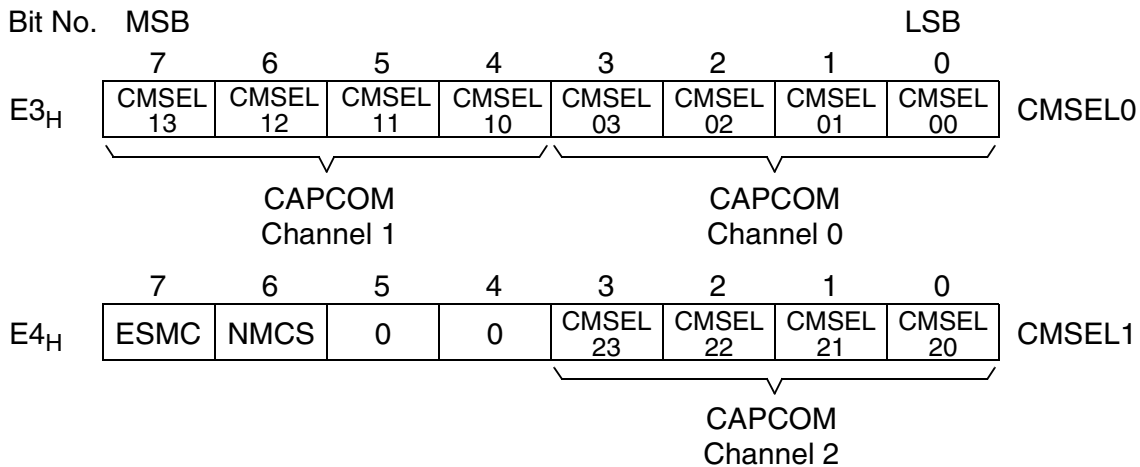 Bit No. MSB LSB
7 6 5 4 3 2 1 0
E3H CMSEL 13 CMSEL 12 CMSEL 11 CMSEL 10 CMSEL 03 CMSEL 02 CMSEL 01 CMSEL 00 CMSEL0
CAPCOM Channel 1 CAPCOM Channel 0
7 6 5 4 3 2 1 0
E4H ESMC NMCS 0 0 CMSEL 23 CMSEL 22 CMSEL 21 CMSEL 20 CMSEL1
CAPCOM
Channel 2